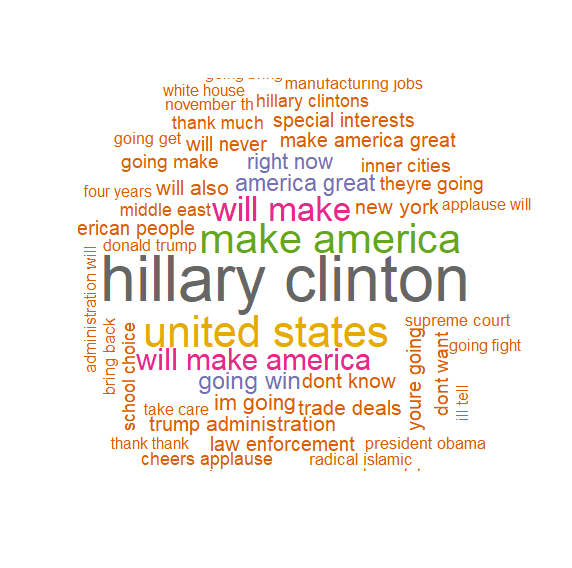 going bring
white house
manufacturing jobs
november th
hillary clintons
thank much
special interests
going get
will never
make america great
going make
right now
inner cities
four years
will also
america great
theyre going
middle east
will make
new york
applause will
erican people
donald trump
make america
hillary clinton
administration will
united states
supreme court
bring back
school choice
will make america
youre going
dont want
going fight
going win
dont know
ill tell
take care
im going
trade deals
trump administration
thank thank
law enforcement
president obama
cheers applause
radical islamic